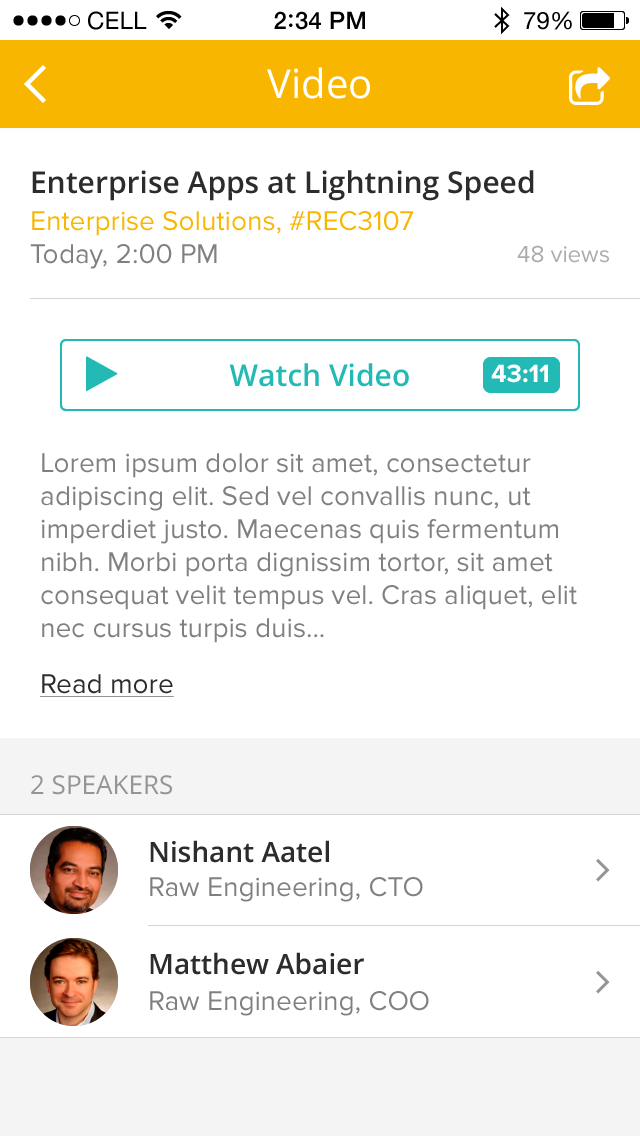 CELL 2:34 PM 79%
Video
Enterprise Apps at Lightning Speed
Enterprise Solutions, #REC3107
Today, 2:00 PM 48 views
Watch Video 43:11
Lorem ipsum dolor sit amet, consectetur
adipiscing elit. Sed vel convallis nunc, ut
imperdiet justo. Maecenas quis fermentum
nibh. Morbi porta dignissim tortor, sit amet
consequat velit tempus vel. Cras aliquet, elit
nec cursus turpis duis...
Read more
2 SPEAKERS
Nishant Aatel
Raw Engineering, CTO
Matthew Abaier
Raw Engineering, COO